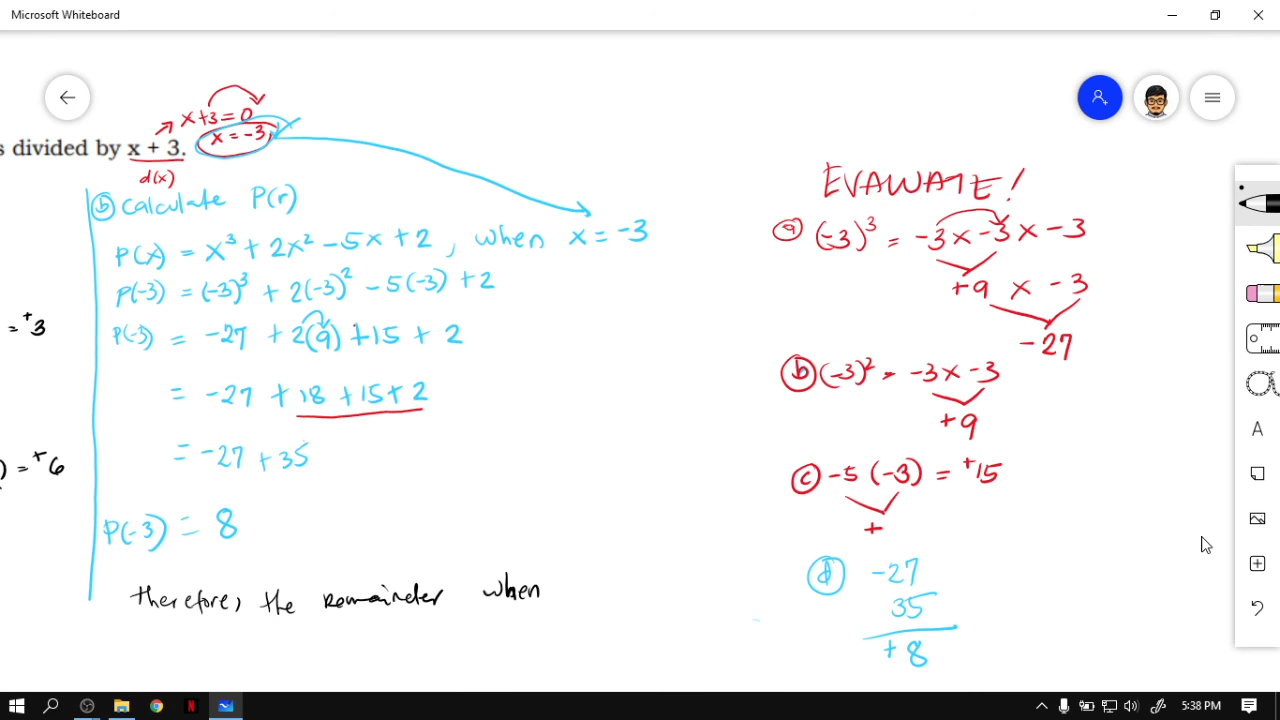 Microsoft Whiteboard
x+3=0
x = -3
s divided by x + 3.
d(x)
ⓑ Calculate P(r)
P(x) = x³ + 2x² - 5x + 2, when x = -3
P(-3) = (-3)³ + 2(-3)² - 5(-3) + 2
P(-3) = -27 + 2(9) +15 + 2
= -27 + 18 + 15 + 2
= -27 + 35
P(-3) = 8
therefore, the remainder when
= +3
) = +6
EVALUATE!
ⓐ (-3)³ = -3 x -3 x -3
+9 x -3
-27
ⓑ (-3)² = -3 x -3
+9
ⓒ -5 (-3) = +15
+
ⓓ -27
35
+8
A
N
5:38 PM